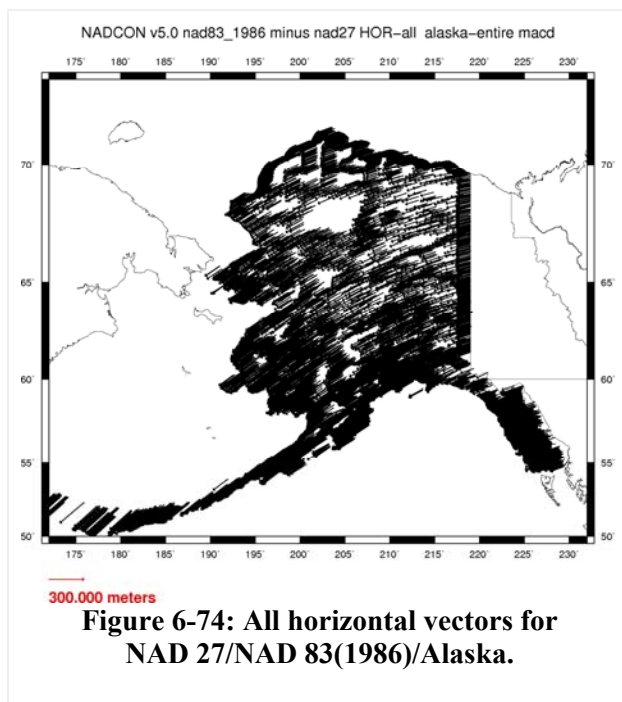 NADCON v5.0 nad83_1986 minus nad27 HOR−all alaska−entire macd
175˚ 180˚ 185˚ 190˚ 195˚ 200˚ 205˚ 210˚ 215˚ 220˚ 225˚ 230˚
70˚ 70˚
65˚ 65˚
60˚ 60˚
55˚ 55˚
50˚ 50˚
175˚ 180˚ 185˚ 190˚ 195˚ 200˚ 205˚ 210˚ 215˚ 220˚ 225˚ 230˚
300.000 meters
Figure 6-74: All horizontal vectors for
NAD 27/NAD 83(1986)/Alaska.